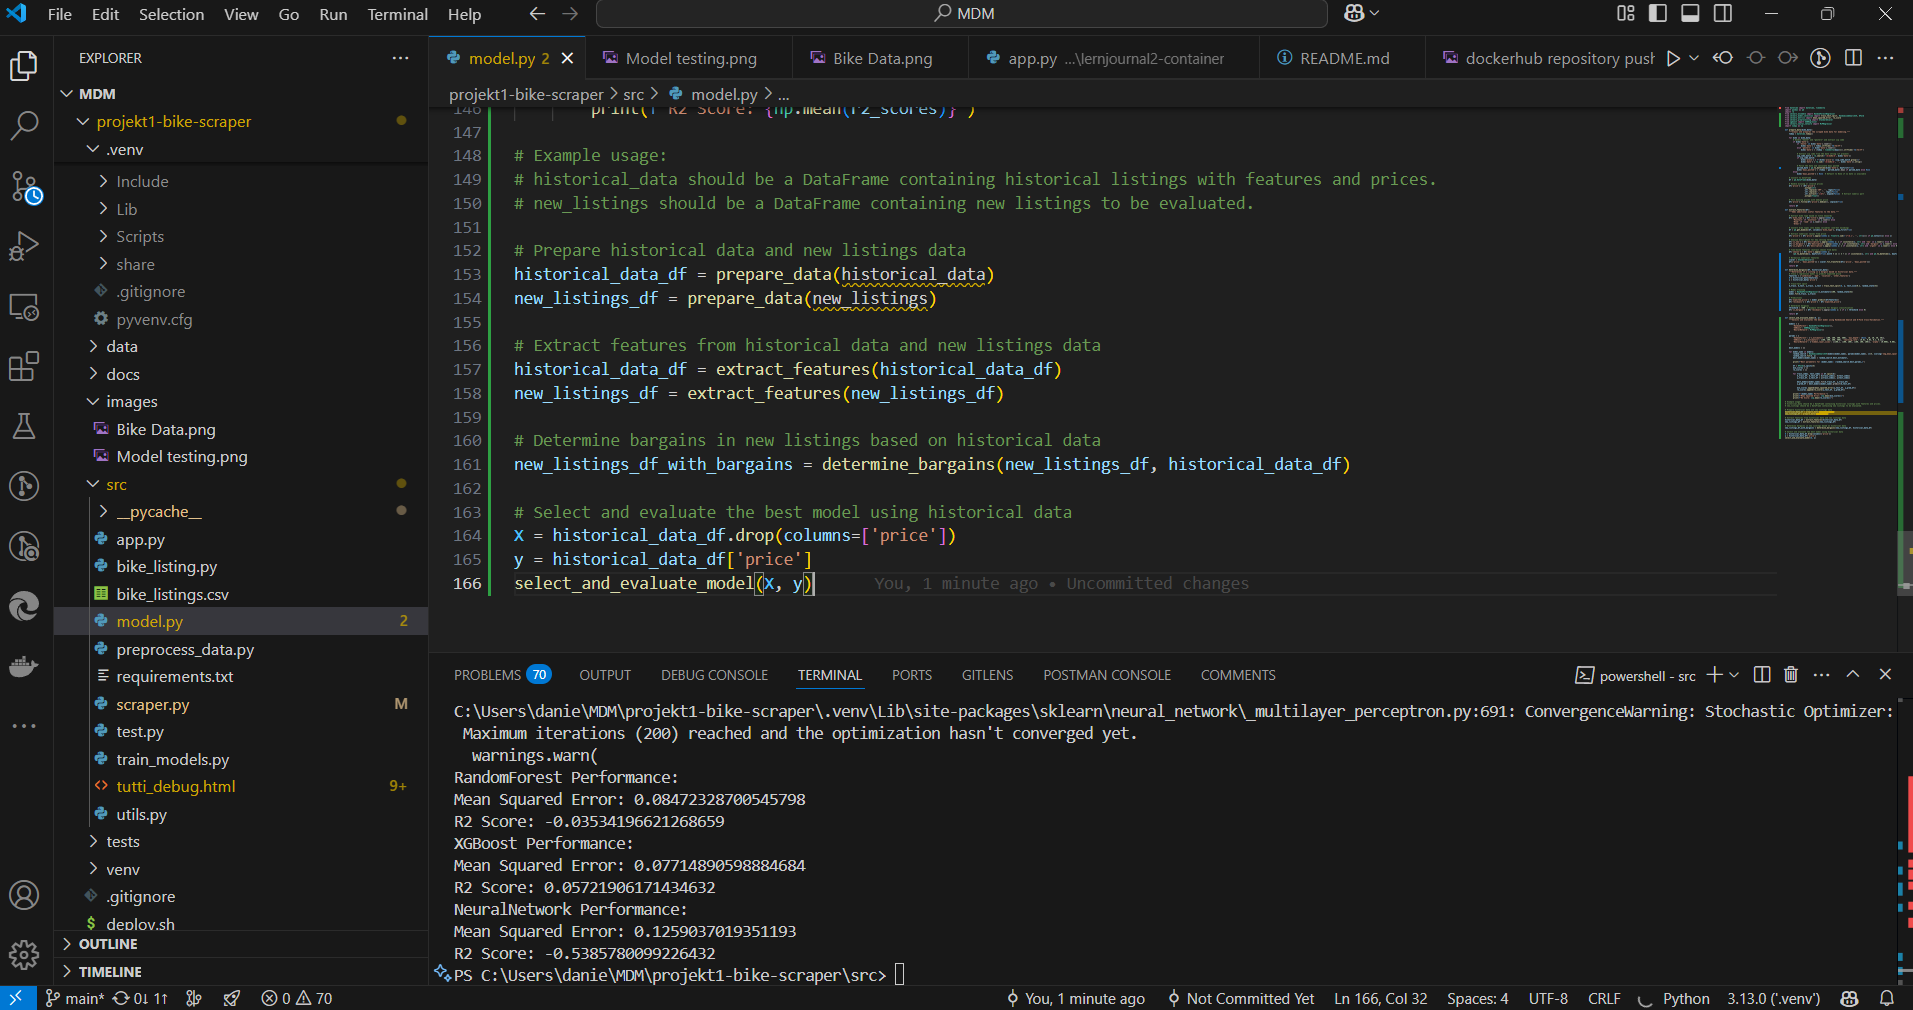 File Edit Selection View Go Run Terminal Help
MDM
EXPLORER
MDM
projekt1-bike-scraper
.venv
Include
Lib
Scripts
share
.gitignore
pyvenv.cfg
data
docs
images
Bike Data.png
Model testing.png
src
__pycache__
app.py
bike_listing.py
bike_listings.csv
model.py 2
preprocess_data.py
requirements.txt
scraper.py M
test.py
train_models.py
tutti_debug.html 9+
utils.py
tests
venv
.gitignore
deploy.sh
OUTLINE
TIMELINE
model.py 2
Model testing.png
Bike Data.png
app.py ...\lernjournal2-container
README.md
dockerhub repository push
projekt1-bike-scraper > src > model.py > ...
146 print(f"R2 Score: {np.mean(r2_scores)}")
147
148 # Example usage:
149 # historical_data should be a DataFrame containing historical listings with features and prices.
150 # new_listings should be a DataFrame containing new listings to be evaluated.
151
152 # Prepare historical data and new listings data
153 historical_data_df = prepare_data(historical_data)
154 new_listings_df = prepare_data(new_listings)
155
156 # Extract features from historical data and new listings data
157 historical_data_df = extract_features(historical_data_df)
158 new_listings_df = extract_features(new_listings_df)
159
160 # Determine bargains in new listings based on historical data
161 new_listings_df_with_bargains = determine_bargains(new_listings_df, historical_data_df)
162
163 # Select and evaluate the best model using historical data
164 X = historical_data_df.drop(columns=['price'])
165 y = historical_data_df['price']
166 select_and_evaluate_model(X, y) You, 1 minute ago • Uncommitted changes
PROBLEMS 70 OUTPUT DEBUG CONSOLE TERMINAL PORTS GITLENS POSTMAN CONSOLE COMMENTS
powershell - src
C:\Users\danie\MDM\projekt1-bike-scraper\.venv\Lib\site-packages\sklearn\neural_network\_multilayer_perceptron.py:691: ConvergenceWarning: Stochastic Optimizer:
Maximum iterations (200) reached and the optimization hasn't converged yet.
warnings.warn(
RandomForest Performance:
Mean Squared Error: 0.08472328700545798
R2 Score: -0.03534196621268659
XGBoost Performance:
Mean Squared Error: 0.07714890598884684
R2 Score: 0.05721906171434632
NeuralNetwork Performance:
Mean Squared Error: 0.1259037019351193
R2 Score: -0.5385780099226432
PS C:\Users\danie\MDM\projekt1-bike-scraper\src>
main* 0↓ 1↑ 0 70
You, 1 minute ago Not Committed Yet Ln 166, Col 32 Spaces: 4 UTF-8 CRLF Python 3.13.0 ('.venv')